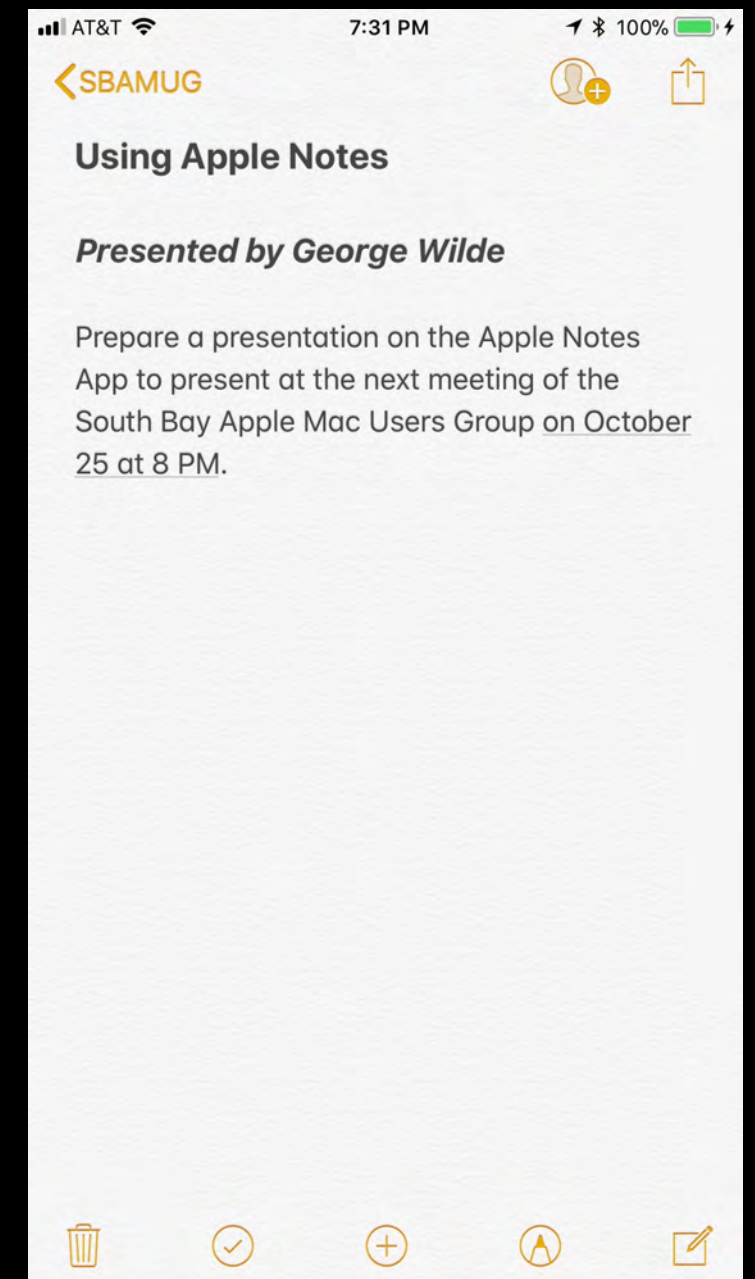 AT&T 7:31 PM 100%
SBAMUG
Using Apple Notes
Presented by George Wilde
Prepare a presentation on the Apple Notes
App to present at the next meeting of the
South Bay Apple Mac Users Group on October
25 at 8 PM.